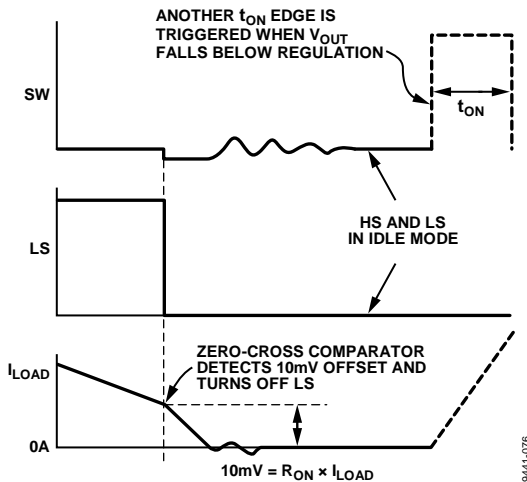 ANOTHER tON EDGE IS
TRIGGERED WHEN VOUT
FALLS BELOW REGULATION
SW
tON
HS AND LS
IN IDLE MODE
LS
ZERO-CROSS COMPARATOR
DETECTS 10mV OFFSET AND
TURNS OFF LS
ILOAD
0A
10mV = RON × ILOAD
9441-076